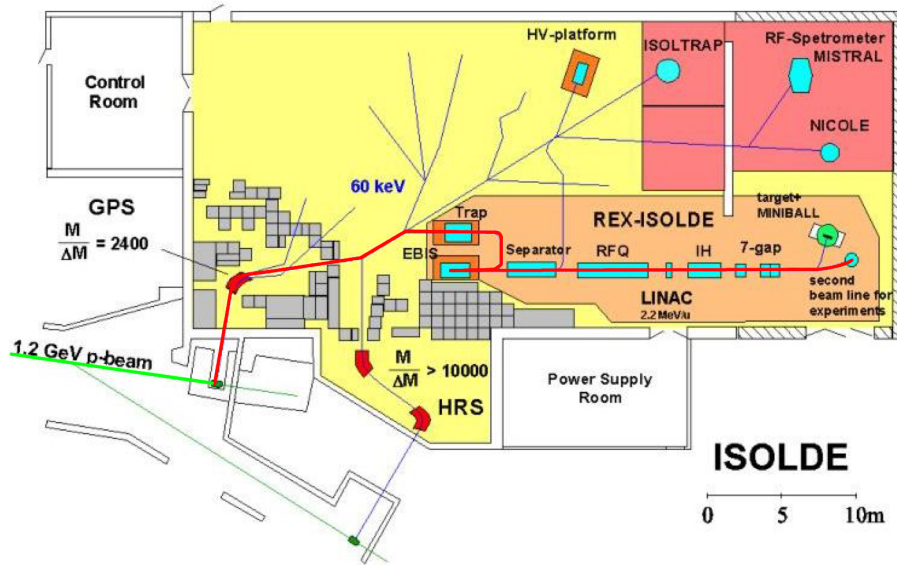 HV-platform
ISOLTRAP
RF-Spetrometer
MISTRAL
Control
Room
NICOLE
60 keV
GPS
M
ΔM = 2400
Trap
REX-ISOLDE
target+
MINIBALL
EBIS
Separator
RFQ
IH
7-gap
LINAC
2.2 MeV/u
second
beam line for
experiments
1.2 GeV p-beam
M
ΔM > 10000
HRS
Power Supply
Room
ISOLDE
0 5 10m